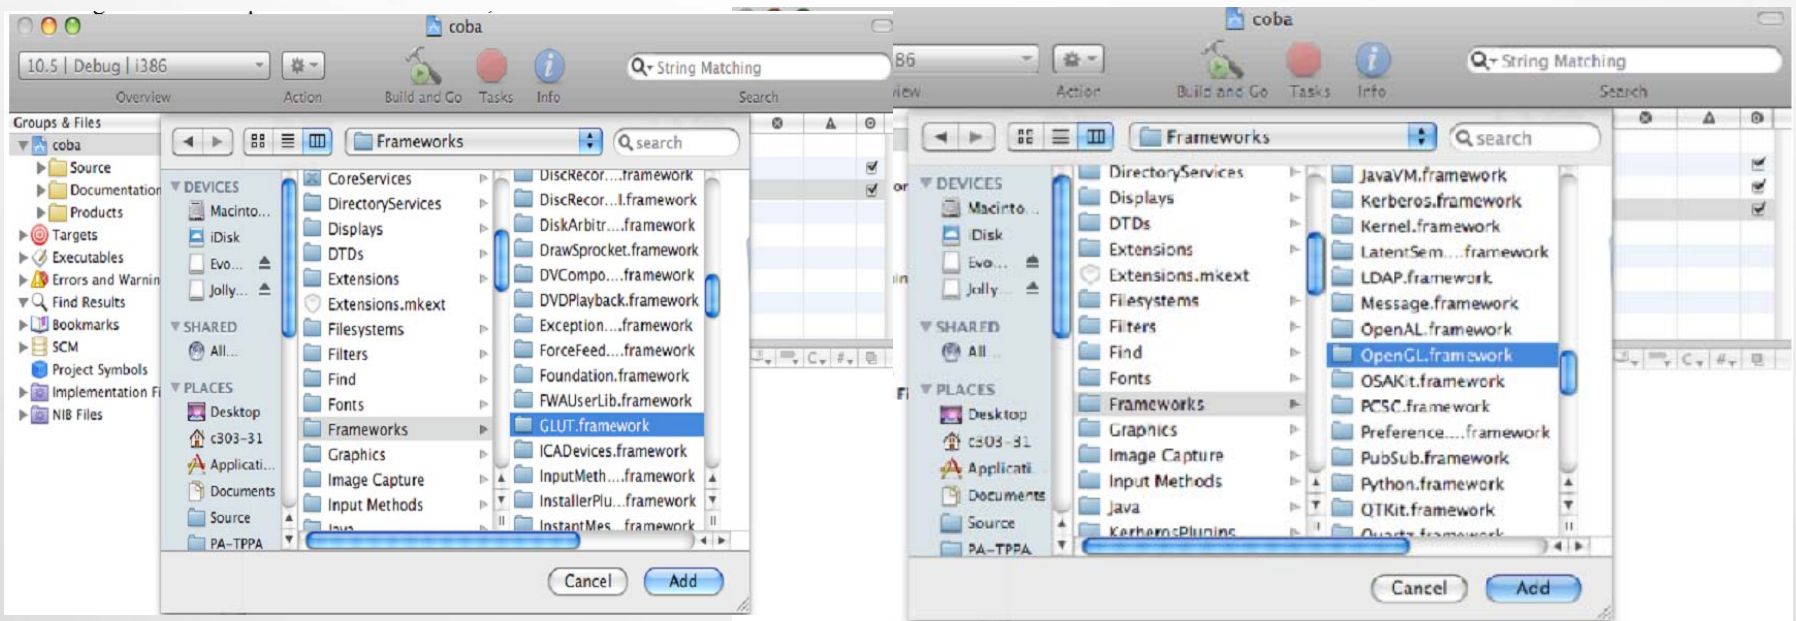 coba
10.5 | Debug | i386
String Matching
Overview
Action
Build and Go
Tasks
Info
Search
Groups & Files
coba
Source
Documentation
Products
Targets
Executables
Errors and Warnin
Find Results
Bookmarks
SCM
Project Symbols
Implementation Fi
NIB Files
Frameworks
search
DEVICES
Macinto...
iDisk
Evo...
Jolly...
SHARED
All...
PLACES
Desktop
c303-31
Applicati...
Documents
Source
PA-TPPA
CoreServices
DirectoryServices
Displays
DTDs
Extensions
Extensions.mkext
Filesystems
Filters
Find
Fonts
Frameworks
Graphics
Image Capture
Input Methods
Java
DiscRecor....framework
DiscRecor...l.framework
DiskArbitr....framework
DrawSprocket.framework
DVCompo....framework
DVDPlayback.framework
Exception....framework
ForceFeed....framework
Foundation.framework
FWAUserLib.framework
GLUT.framework
ICADevices.framework
InputMeth....framework
InstallerPlu...framework
InstantMes...framework
Cancel
Add
coba
86
String Matching
view
Action
Build and Go
Tasks
Info
Search
Frameworks
search
DEVICES
Macinto...
iDisk
Evo...
Jolly...
SHARED
All...
PLACES
Desktop
c303-31
Applicati...
Documents
Source
PA-TPPA
DirectoryServices
Displays
DTDs
Extensions
Extensions.mkext
Filesystems
Filters
Find
Fonts
Frameworks
Graphics
Image Capture
Input Methods
Java
KerberosPlugins
JavaVM.framework
Kerberos.framework
Kernel.framework
LatentSem....framework
LDAP.framework
Message.framework
OpenAL.framework
OpenGL.framework
OSAKit.framework
PCSC.framework
Preference....framework
PubSub.framework
Python.framework
QTKit.framework
Quartz.framework
Cancel
Add